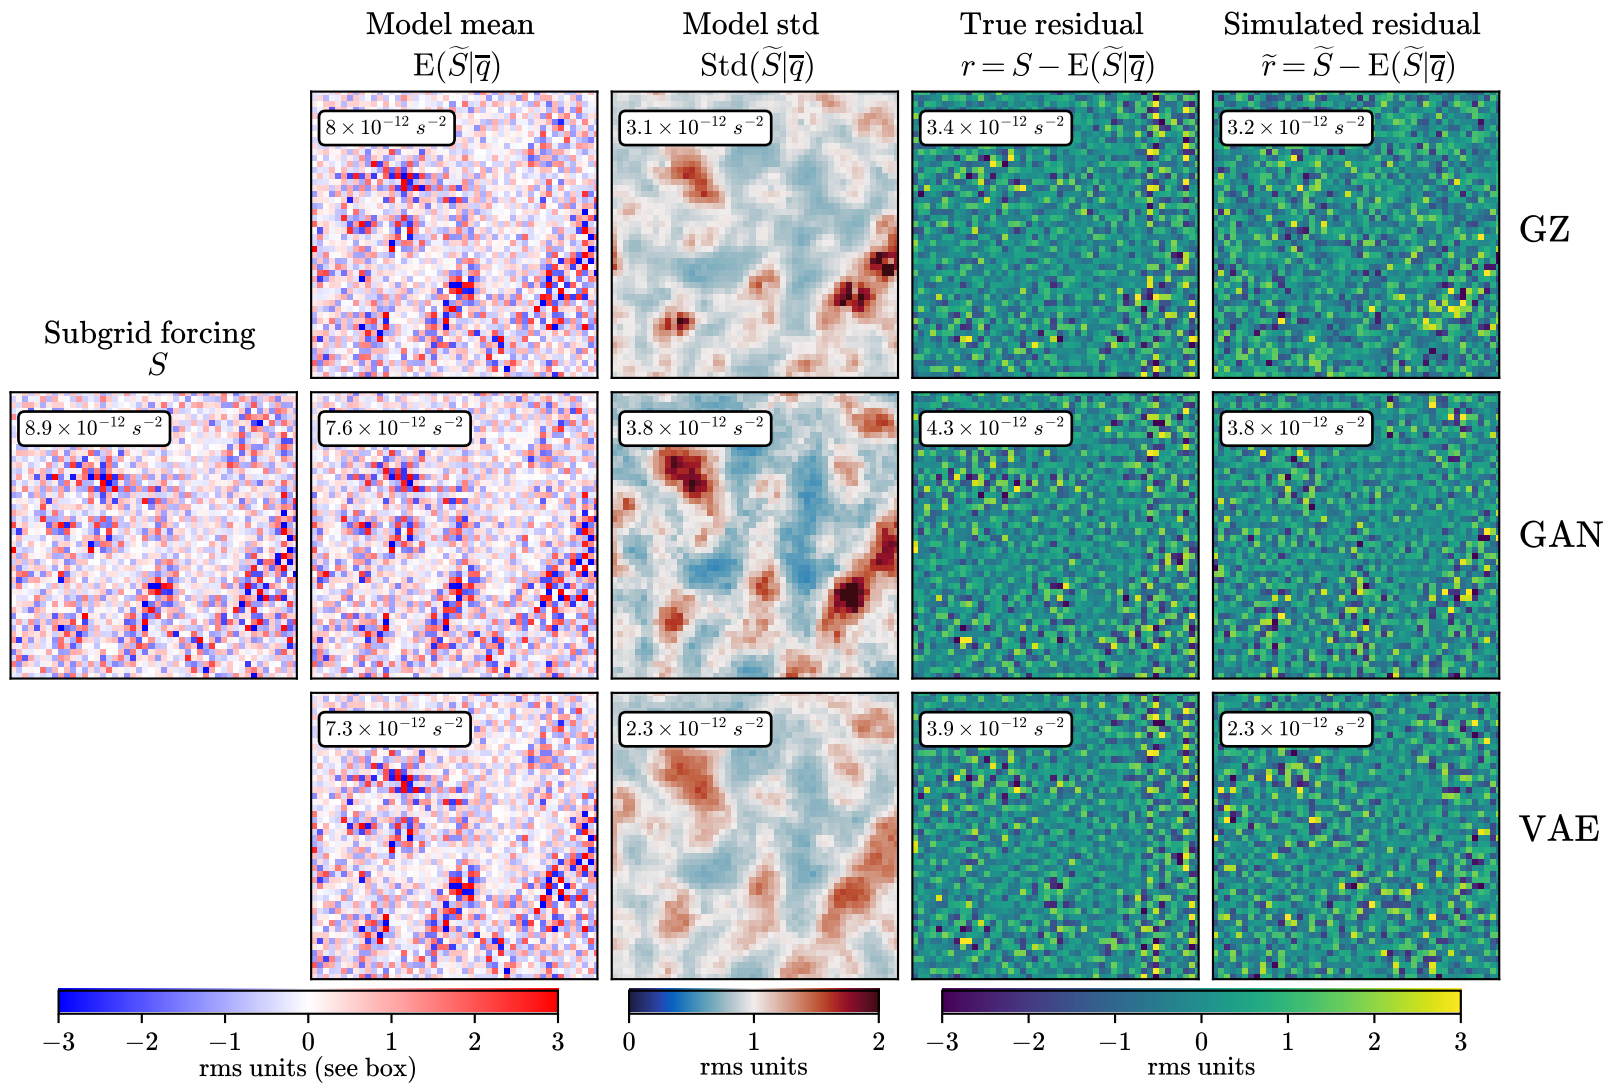 Model mean
E(S̃|q̅)
Model std
Std(S̃|q̅)
True residual
r = S − E(S̃|q̅)
Simulated residual
r̃ = S̃ − E(S̃|q̅)
8 × 10⁻¹² s⁻²
3.1 × 10⁻¹² s⁻²
3.4 × 10⁻¹² s⁻²
3.2 × 10⁻¹² s⁻²
GZ
Subgrid forcing
S
8.9 × 10⁻¹² s⁻²
7.6 × 10⁻¹² s⁻²
3.8 × 10⁻¹² s⁻²
4.3 × 10⁻¹² s⁻²
3.8 × 10⁻¹² s⁻²
GAN
7.3 × 10⁻¹² s⁻²
2.3 × 10⁻¹² s⁻²
3.9 × 10⁻¹² s⁻²
2.3 × 10⁻¹² s⁻²
VAE
−3 −2 −1 0 1 2 3
rms units (see box)
0 1 2
rms units
−3 −2 −1 0 1 2 3
rms units